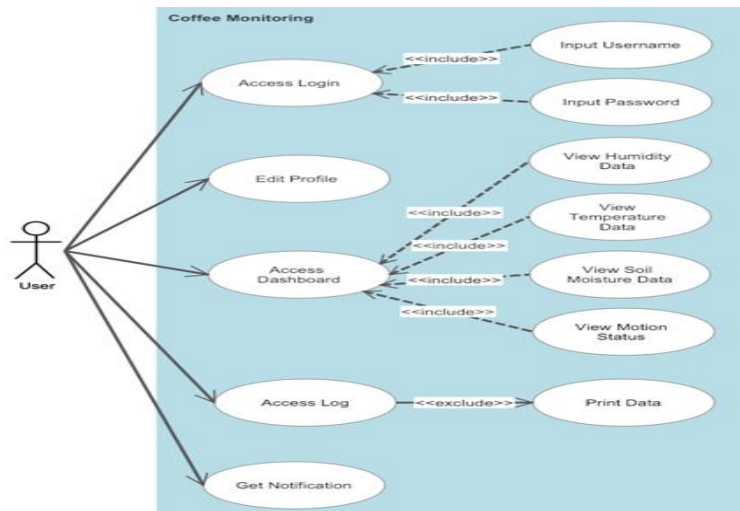 Coffee Monitoring
Input Username
<<include>>
Access Login
<<include>>
Input Password
View Humidity
Data
Edit Profile
<<include>>
View
Temperature
Data
<<include>>
Access
Dashboard
<<include>>
View Soil
Moisture Data
User
<<include>>
View Motion
Status
Access Log
<<exclude>>
Print Data
Get Notification